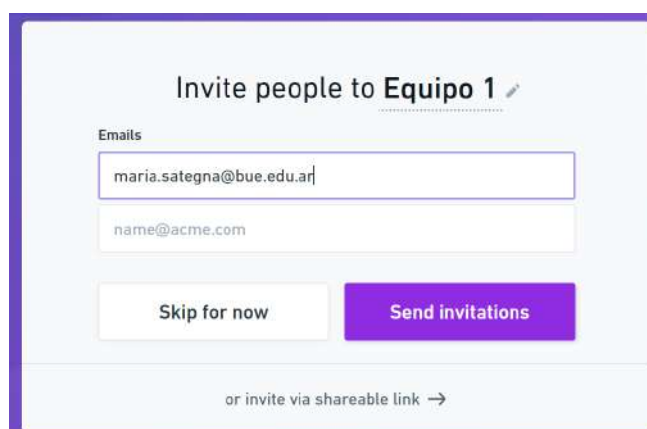 Invite people to Equipo 1
Emails
maria.sategna@bue.edu.ar
name@acme.com
Skip for now
Send invitations
or invite via shareable link →